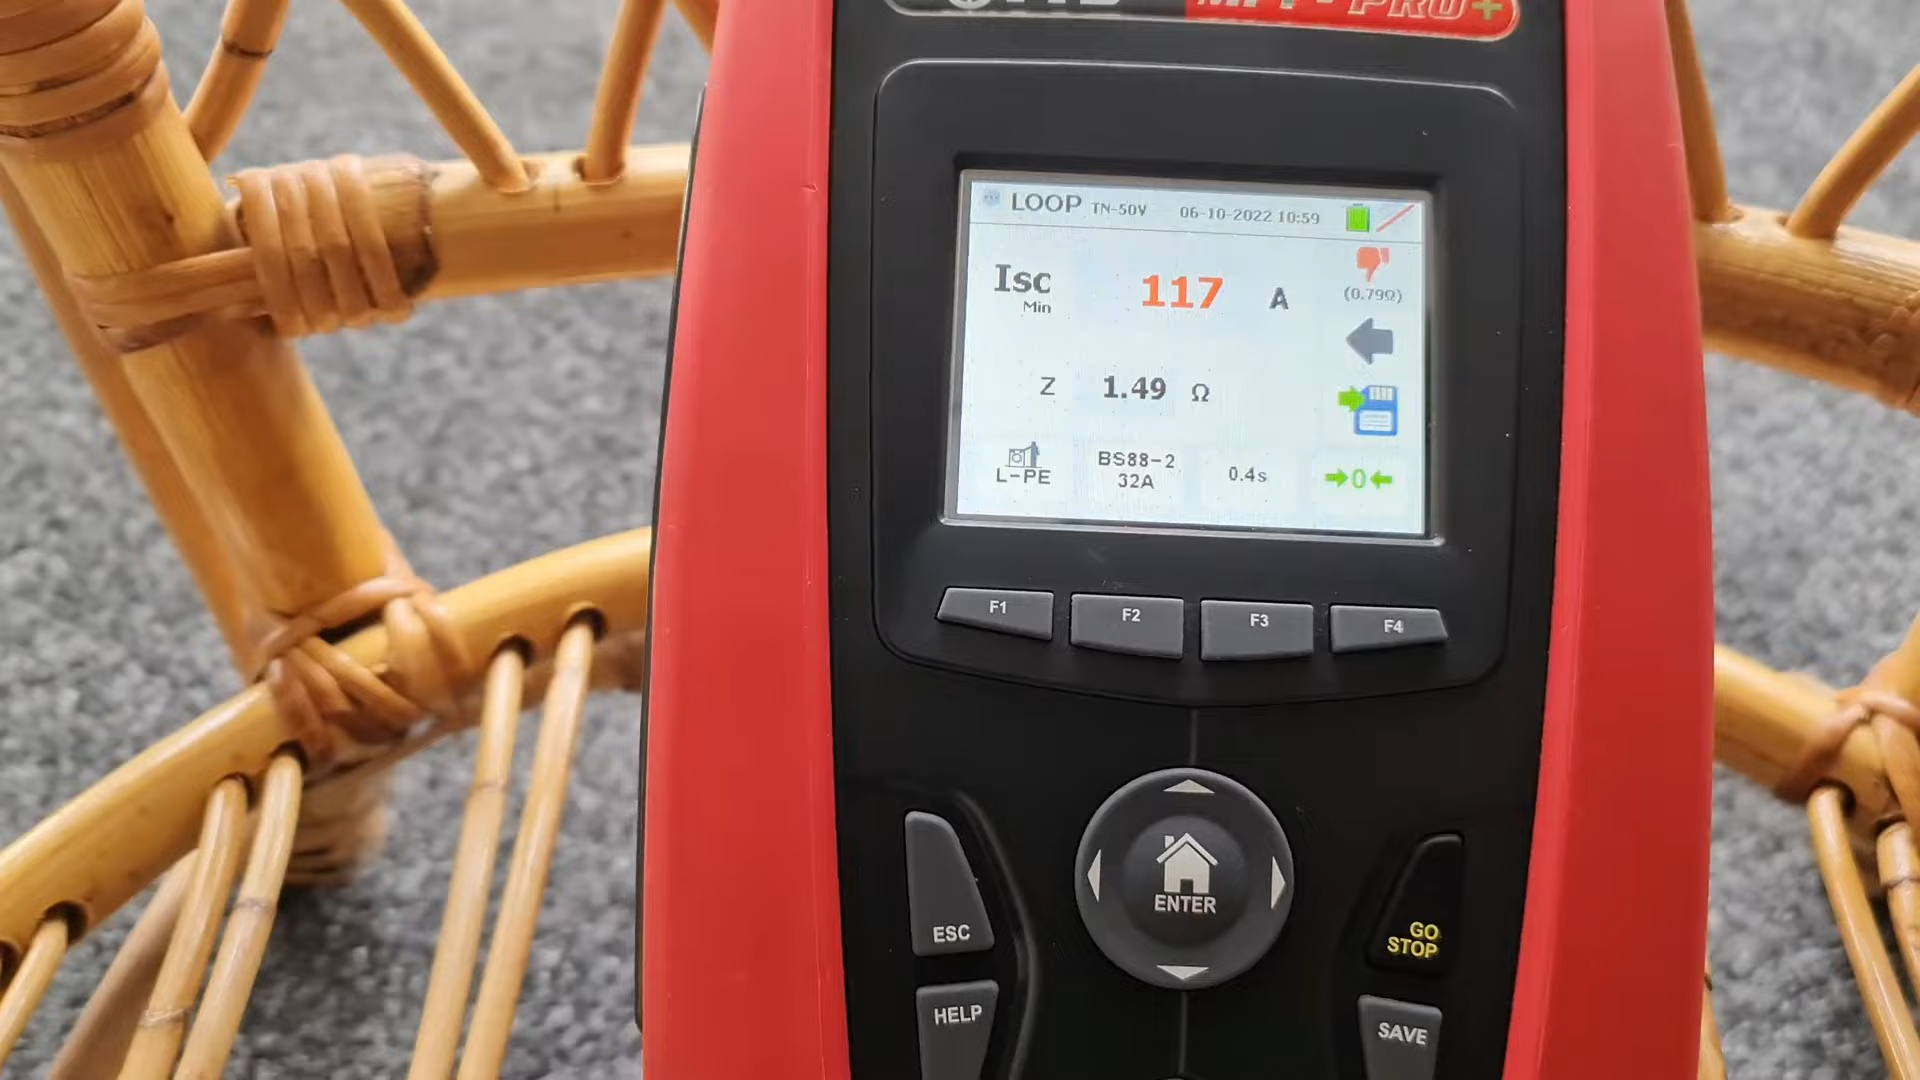 LOOP TN-50V 06-10-2022 10:59
Isc 117 A
Min
(0.79Ω)
Z 1.49 Ω
L-PE BS88-2 32A 0.4s →0←
F1 F2 F3 F4
ENTER
ESC
GO
STOP
HELP
SAVE